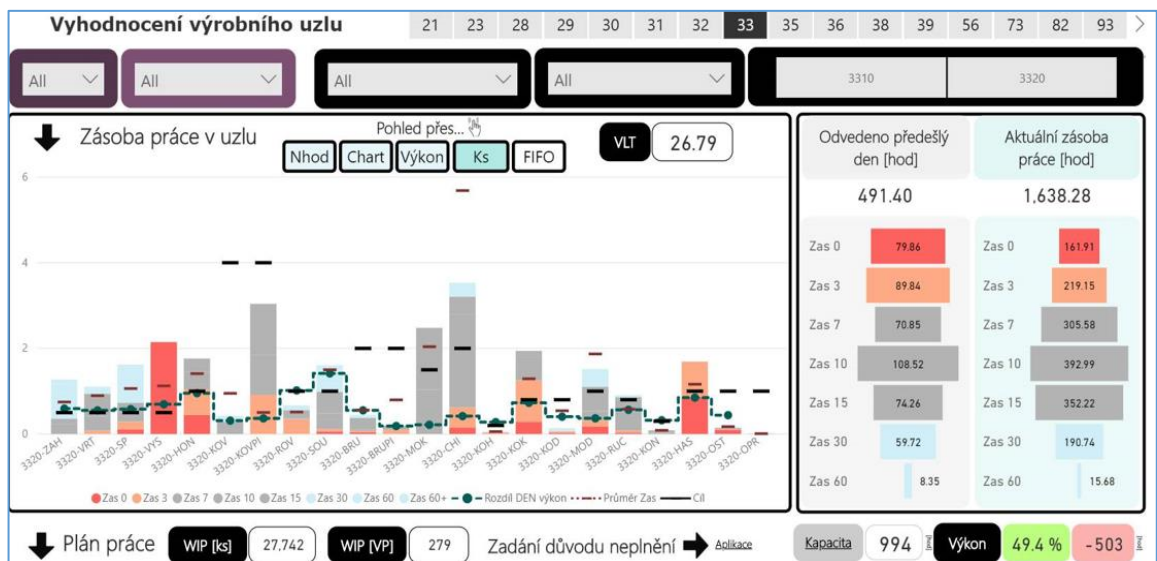 Vyhodnocení výrobního uzlu
21 23 28 29 30 31 32 33 35 36 38 39 56 73 82 93
All All All All 3310 3320
Zásoba práce v uzlu
Pohled přes...
Nhod Chart Výkon Ks FIFO
VLT 26.79
6
4
2
0
3320-ZAH 3320-VRT 3320-SP 3320-VYS 3320-HON 3320-KOV 3320-KOVPI 3320-ROV 3320-SOU 3320-BRU 3320-BRUPI 3320-MOK 3320-CHI 3320-KOH 3320-KOK 3320-KOD 3320-MOD 3320-RUC 3320-KON 3320-HAS 3320-OST 3320-OPR
Zas 0 Zas 3 Zas 7 Zas 10 Zas 15 Zas 30 Zas 60 Zas 60+ Rozdíl DEN výkon Průměr Zas Cíl
Odvedeno předešlý
den [hod]
491.40
Zas 0 79.86
Zas 3 89.84
Zas 7 70.85
Zas 10 108.52
Zas 15 74.26
Zas 30 59.72
Zas 60 8.35
Aktuální zásoba
práce [hod]
1,638.28
Zas 0 161.91
Zas 3 219.15
Zas 7 305.58
Zas 10 392.99
Zas 15 352.22
Zas 30 190.74
Zas 60 15.68
Plán práce WIP [ks] 27,742 WIP [VP] 279 Zadání důvodu neplnění Aplikace
Kapacita 994 Výkon 49.4 % -503